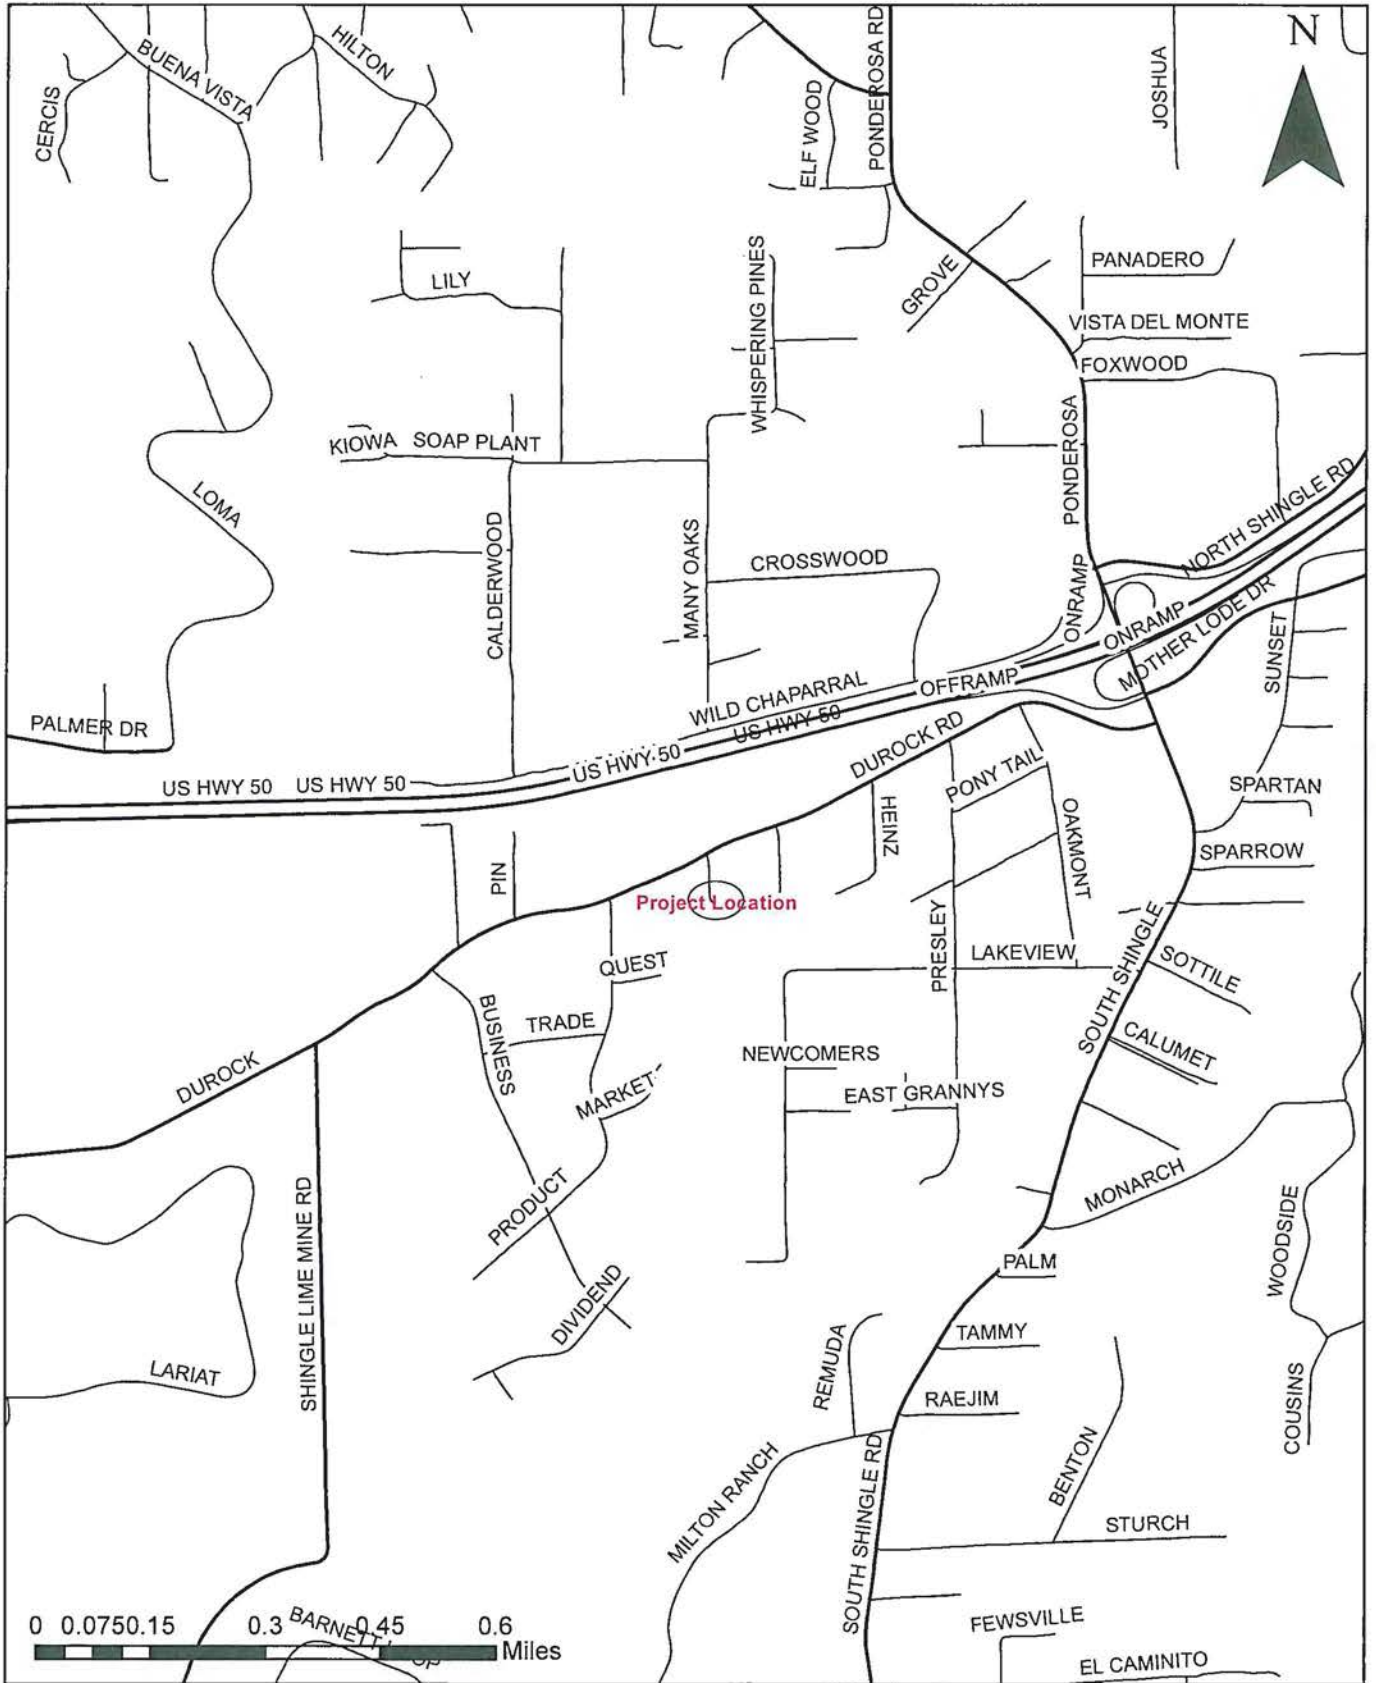 N
PONDEROSA RD
HILTON
BUENA VISTA
CERCIS
ELF WOOD
JOSHUA
WHISPERING PINES
GROVE
PANADERO
LILY
VISTA DEL MONTE
FOXWOOD
KIOWA
SOAP PLANT
PONDEROSA
LOMA
NORTH SHINGLE RD
CALDERWOOD
MANY OAKS
CROSSWOOD
ONRAMP
ONRAMP
MOTHER LODE DR
SUNSET
WILD CHAPARRAL
OFFRAMP
PALMER DR
US HWY 50
US HWY 50
US HWY 50
US HWY 50
DUROCK RD
PONY TAIL
SPARTAN
HEINZ
OAKMONT
PIN
SPARROW
Project Location
PRESLEY
LAKEVIEW
SOUTH SHINGLE
SOTTILE
QUEST
BUSINESS
TRADE
CALUMET
NEWCOMERS
DUROCK
MARKET
EAST GRANNYS
PRODUCT
MONARCH
SHINGLE LIME MINE RD
WOODSIDE
PALM
DIVIDEND
REMUDA
TAMMY
LARIAT
RAEJIM
COUSINS
BENTON
MILTON RANCH
SOUTH SHINGLE RD
STURCH
FEWSVILLE
EL CAMINITO
BARNETT
0 0.075 0.15 0.3 0.45 0.6
Miles